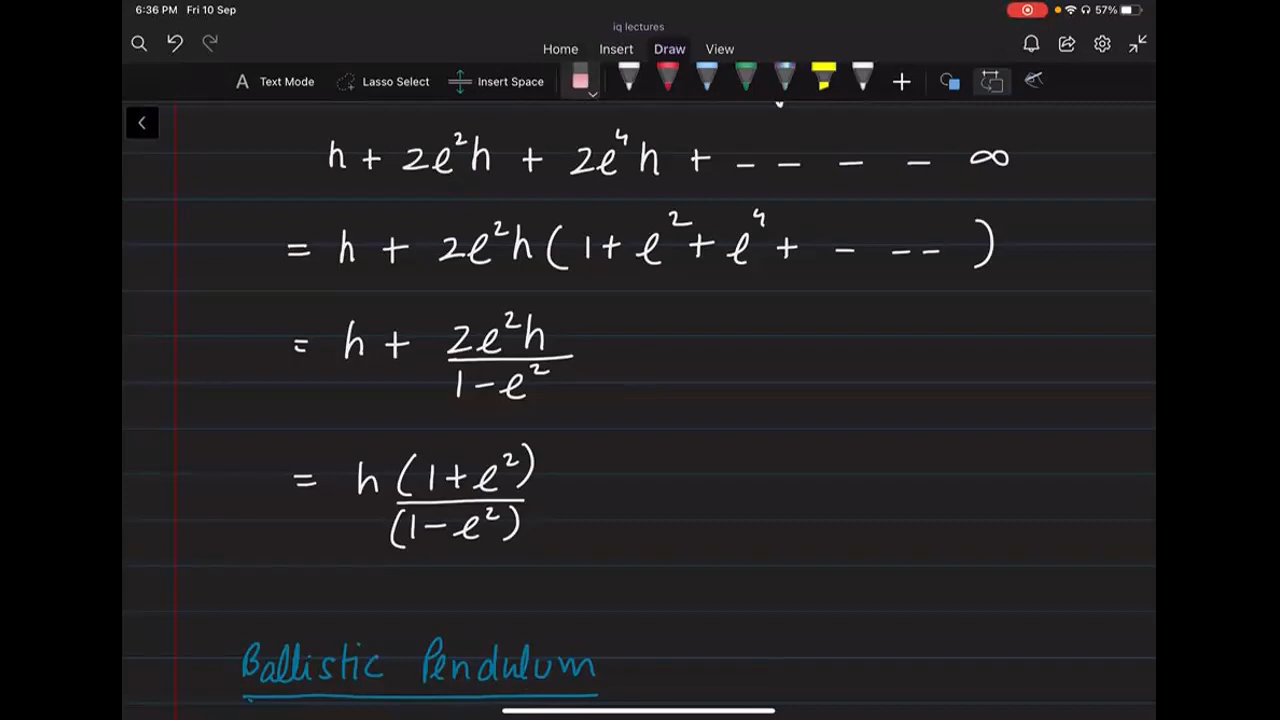 6:36 PM Fri 10 Sep
57%
iq lectures
Home Insert Draw View
Text Mode Lasso Select Insert Space
h + 2e²h + 2e⁴h + - - - - ∞
= h + 2e²h ( 1 + e² + e⁴ + - - - )
= h + 2e²h / 1 - e²
= h (1 + e²) / (1 - e²)
Ballistic Pendulum